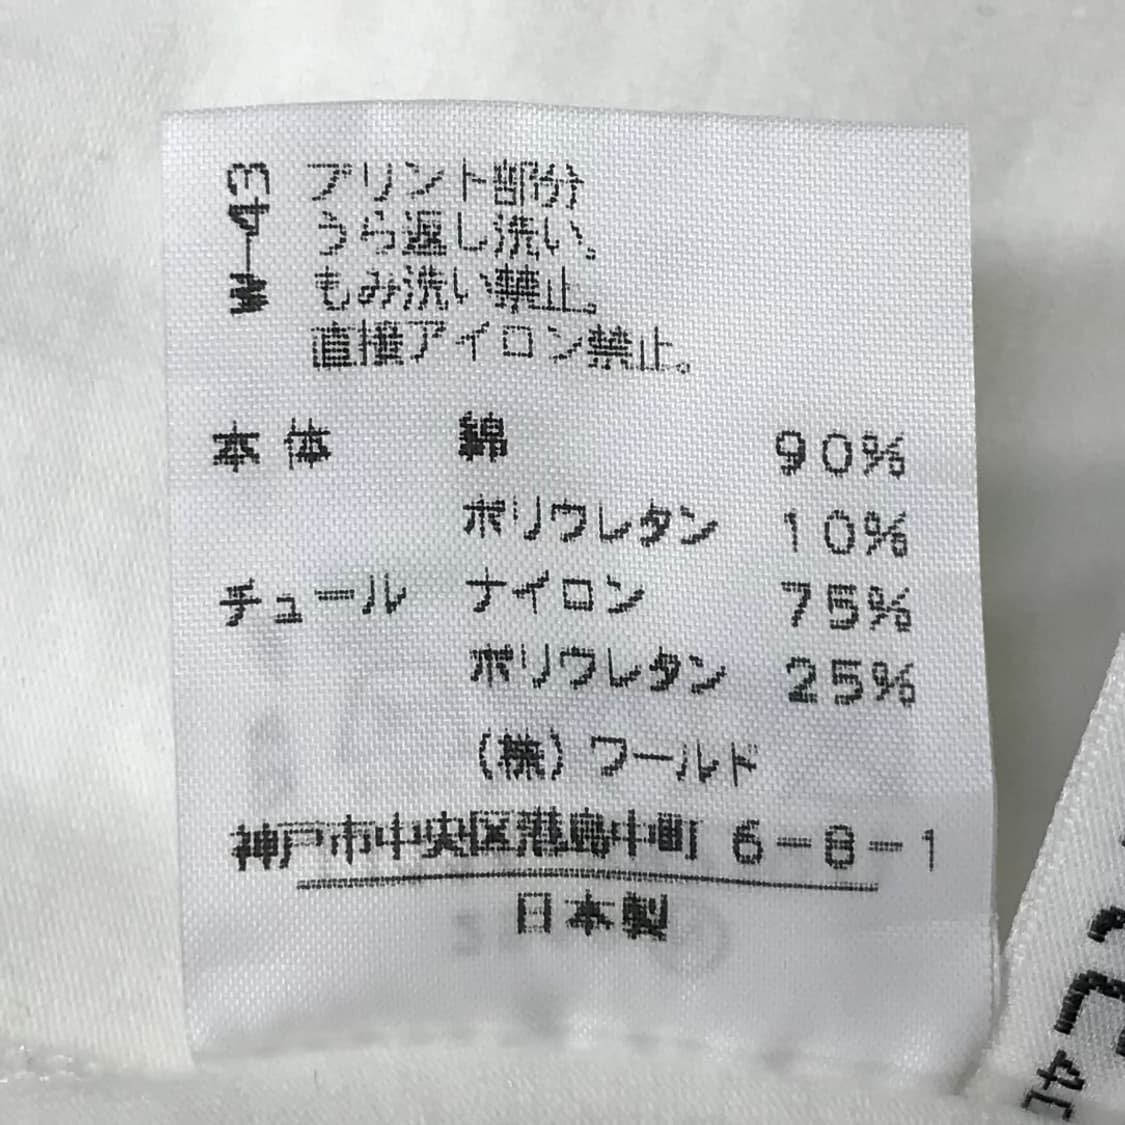 W-43
プリント部分
うら返し洗い。
もみ洗い禁止。
直接アイロン禁止。
本体 綿 90%
ポリウレタン 10%
チュール ナイロン 75%
ポリウレタン 25%
(株)ワールド
神戸市中央区港島中町 6-8-1
日本製